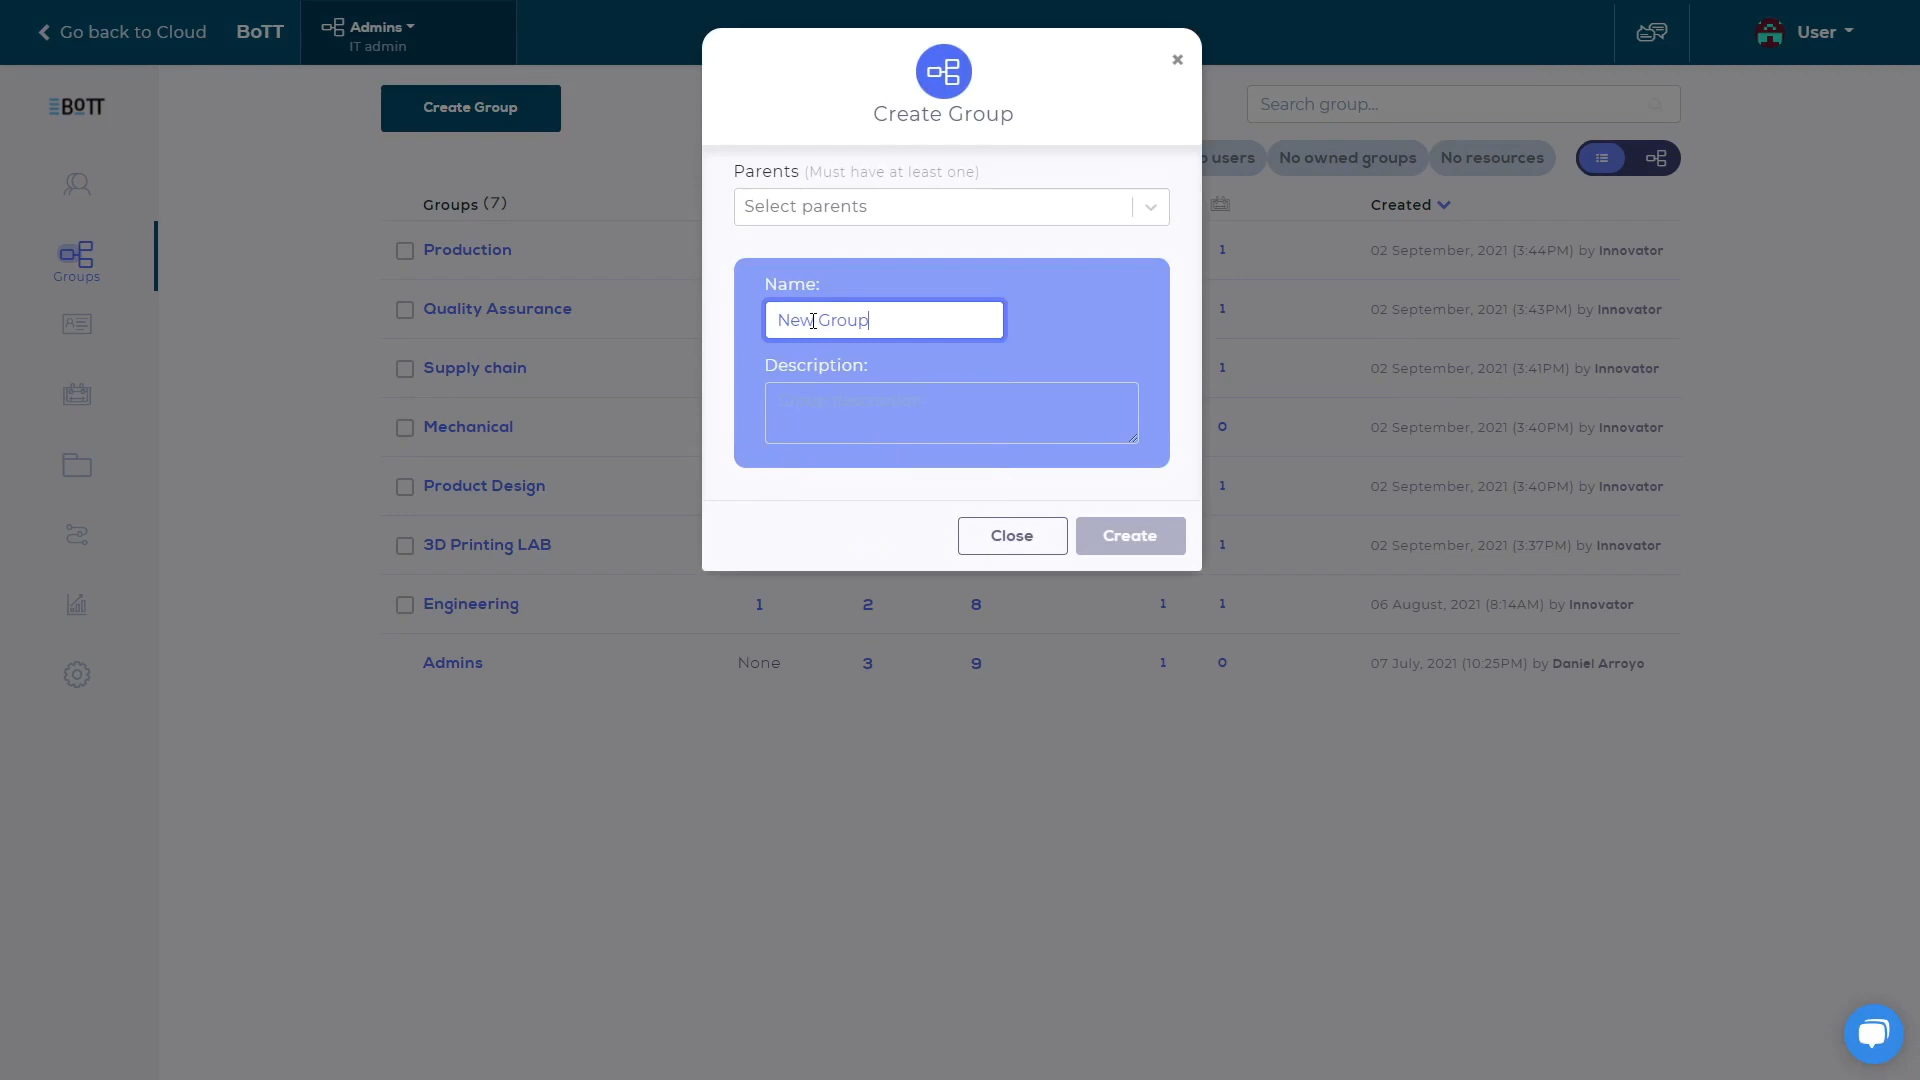 Go back to Cloud
BoTT
Admins
IT admin
User
BOTT
Groups
Create Group
Search group...
users
No owned groups
No resources
Groups (7)
Created
Production
1
02 September, 2021 (3:44PM) by Innovator
Quality Assurance
1
02 September, 2021 (3:43PM) by Innovator
Supply chain
1
02 September, 2021 (3:41PM) by Innovator
Mechanical
0
02 September, 2021 (3:40PM) by Innovator
Product Design
1
02 September, 2021 (3:40PM) by Innovator
3D Printing LAB
1
02 September, 2021 (3:37PM) by Innovator
Engineering
1
2
8
1
1
06 August, 2021 (8:14AM) by Innovator
Admins
None
3
9
1
0
07 July, 2021 (10:25PM) by Daniel Arroyo
Create Group
Parents (Must have at least one)
Select parents
Name:
New Group
Description:
Group description
Close
Create